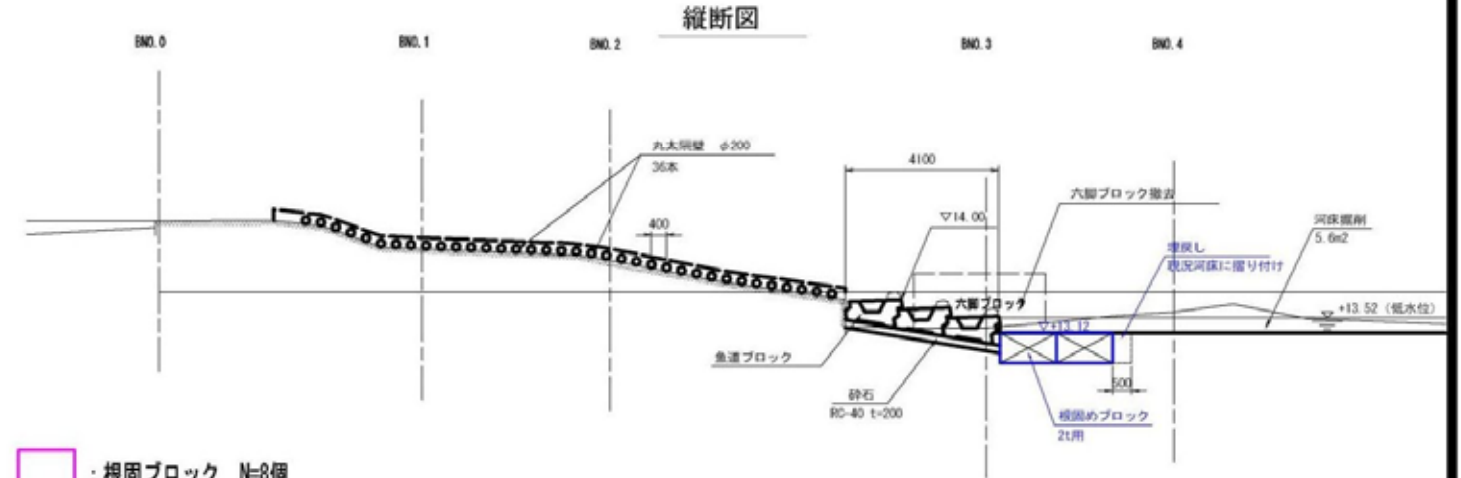 縦断図
BNO.0
BNO.1
BNO.2
BNO.3
BNO.4
丸太隔壁 φ200
36本
400
4100
▽14.00
六脚ブロック撤去
河床掘削
5.6m2
埋戻し
現況河床に摺り付け
六脚ブロック
▽+13.12
+13.52 (低水位)
魚道ブロック
砕石
RC-40 t=200
500
根固めブロック
2t用
・根固ブロック N=8個